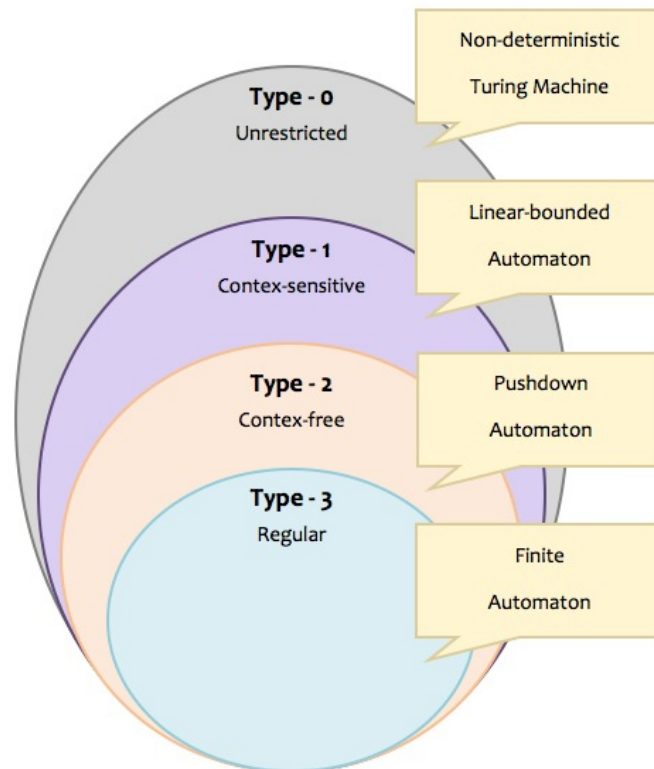 Non-deterministic
Turing Machine
Type - 0
Unrestricted
Linear-bounded
Automaton
Type - 1
Contex-sensitive
Pushdown
Automaton
Type - 2
Contex-free
Finite
Automaton
Type - 3
Regular